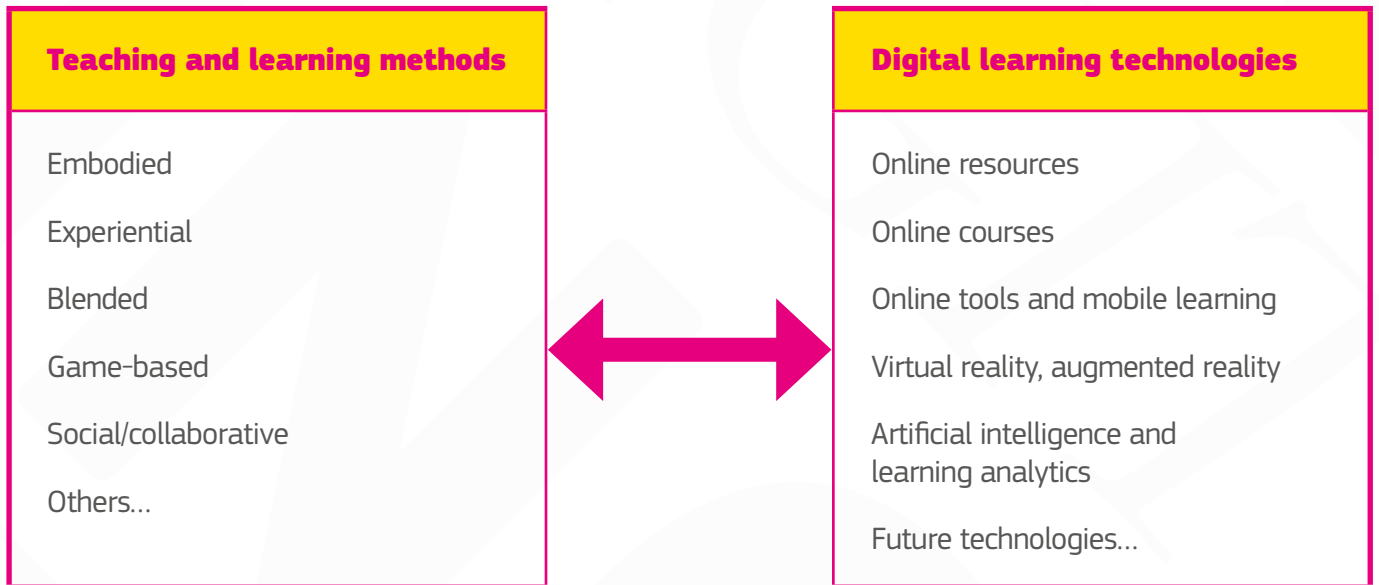 Teaching and learning methods
Embodied
Experiential
Blended
Game-based
Social/collaborative
Others...
Digital learning technologies
Online resources
Online courses
Online tools and mobile learning
Virtual reality, augmented reality
Artificial intelligence and
learning analytics
Future technologies...